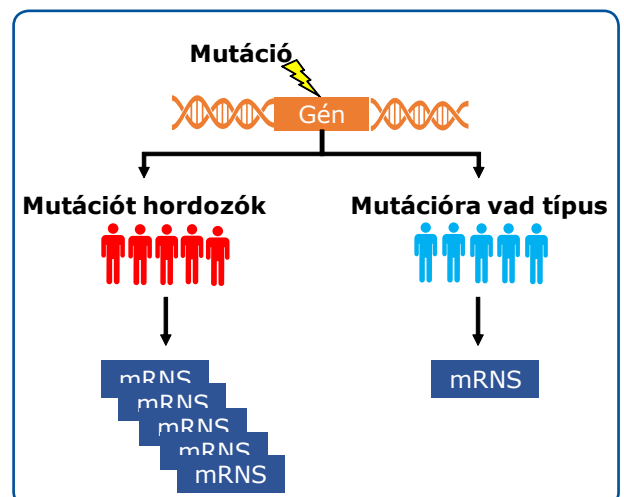 Mutáció
Gén
Mutációt hordozók
Mutációra vad típus
mRNS
mRNS
mRNS
mRNS
mRNS
mRNS